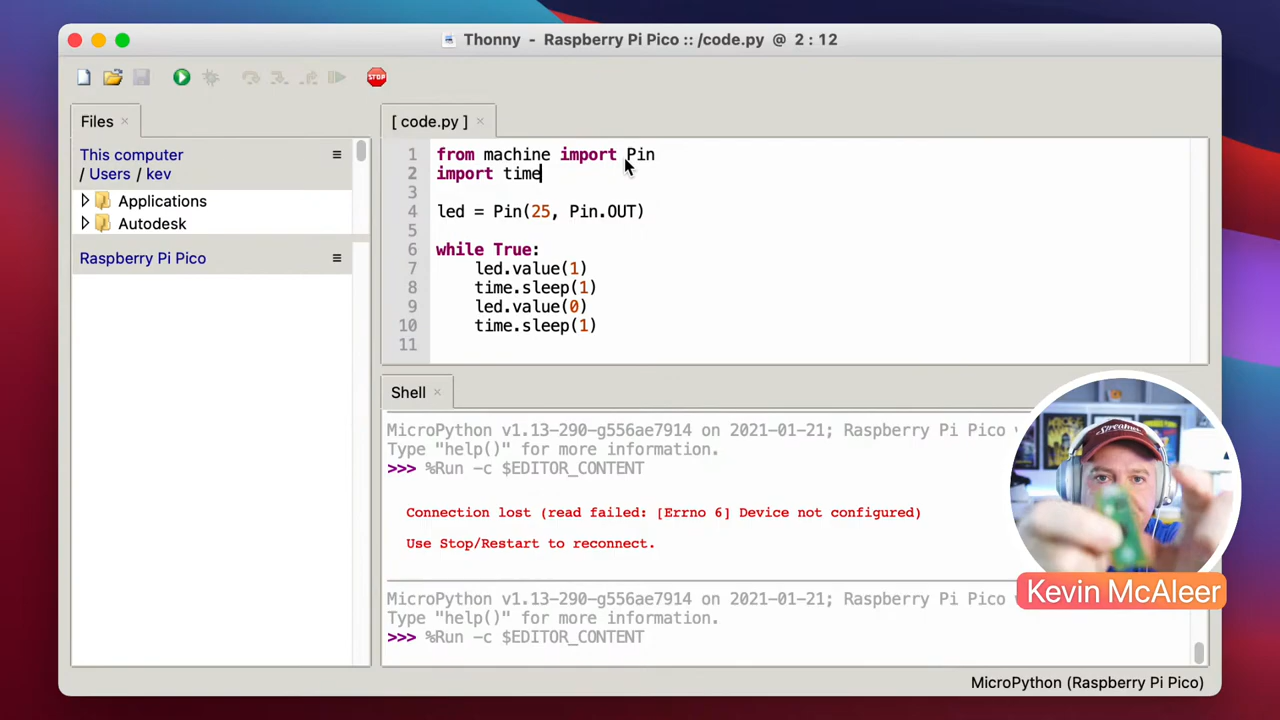 Thonny - Raspberry Pi Pico :: /code.py @ 2 : 12
STOP
Files ×
This computer
/ Users / kev
Applications
Autodesk
Raspberry Pi Pico
[ code.py ] ×
1 from machine import Pin
2 import time
3
4 led = Pin(25, Pin.OUT)
5
6 while True:
7 led.value(1)
8 time.sleep(1)
9 led.value(0)
10 time.sleep(1)
11
Shell ×
MicroPython v1.13-290-g556ae7914 on 2021-01-21; Raspberry Pi Pico
Type "help()" for more information.
>>> %Run -c $EDITOR_CONTENT
Connection lost (read failed: [Errno 6] Device not configured)
Use Stop/Restart to reconnect.
MicroPython v1.13-290-g556ae7914 on 2021-01-21; Raspberry Pi Pico
Type "help()" for more information.
>>> %Run -c $EDITOR_CONTENT
Streamer
Kevin McAleer
MicroPython (Raspberry Pi Pico)